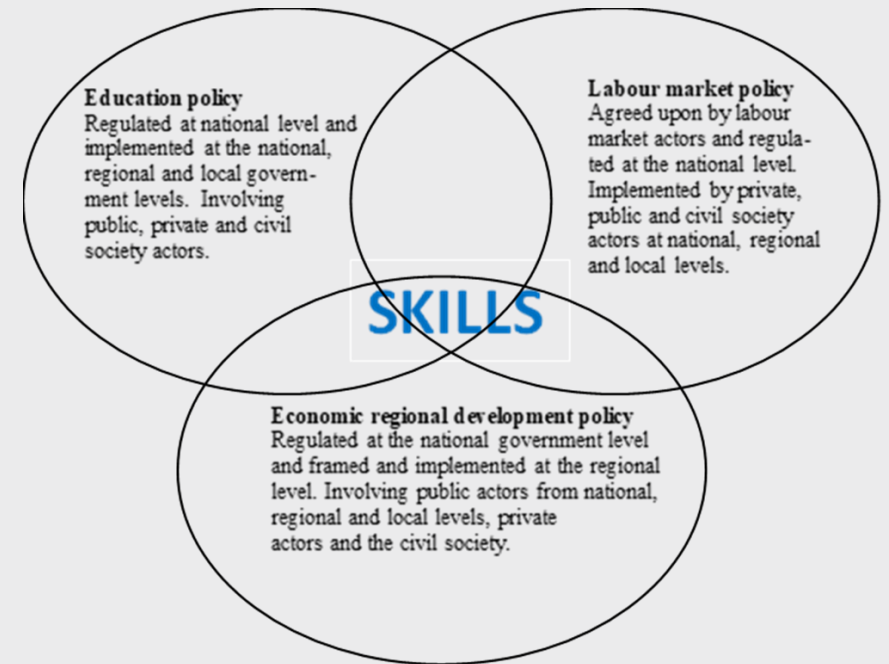 Education policy
Regulated at national level and
implemented at the national,
regional and local govern-
ment levels. Involving
public, private and civil
society actors.
Labour market policy
Agreed upon by labour
market actors and regula-
ted at the national level.
Implemented by private,
public and civil society
actors at national, regional
and local levels.
SKILLS
Economic regional development policy
Regulated at the national government level
and framed and implemented at the regional
level. Involving public actors from national,
regional and local levels, private
actors and the civil society.